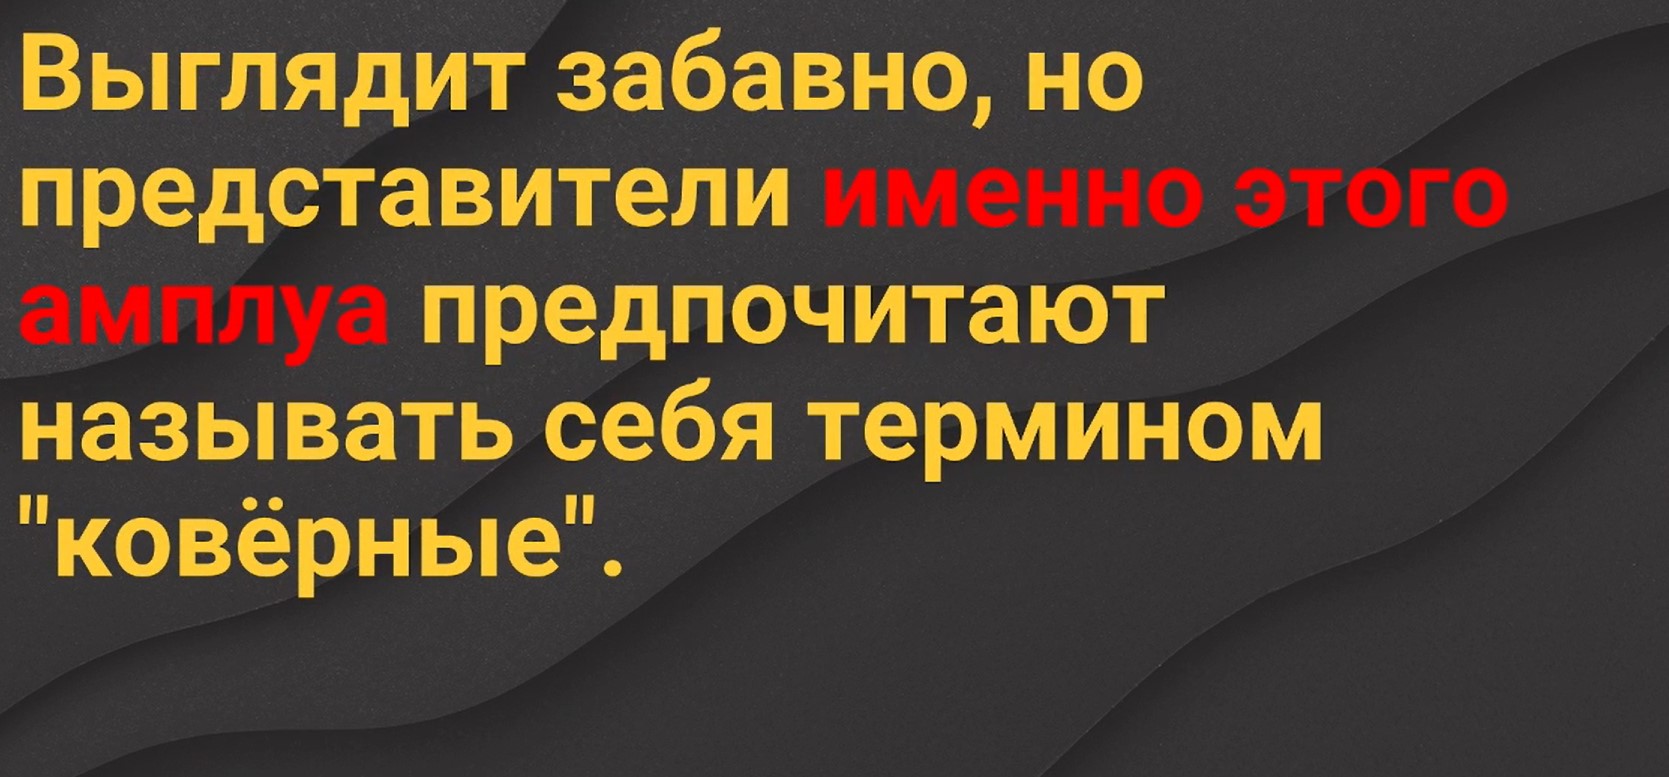 Выглядит забавно, но
представители именно этого
амплуа предпочитают
называть себя термином
"ковёрные".